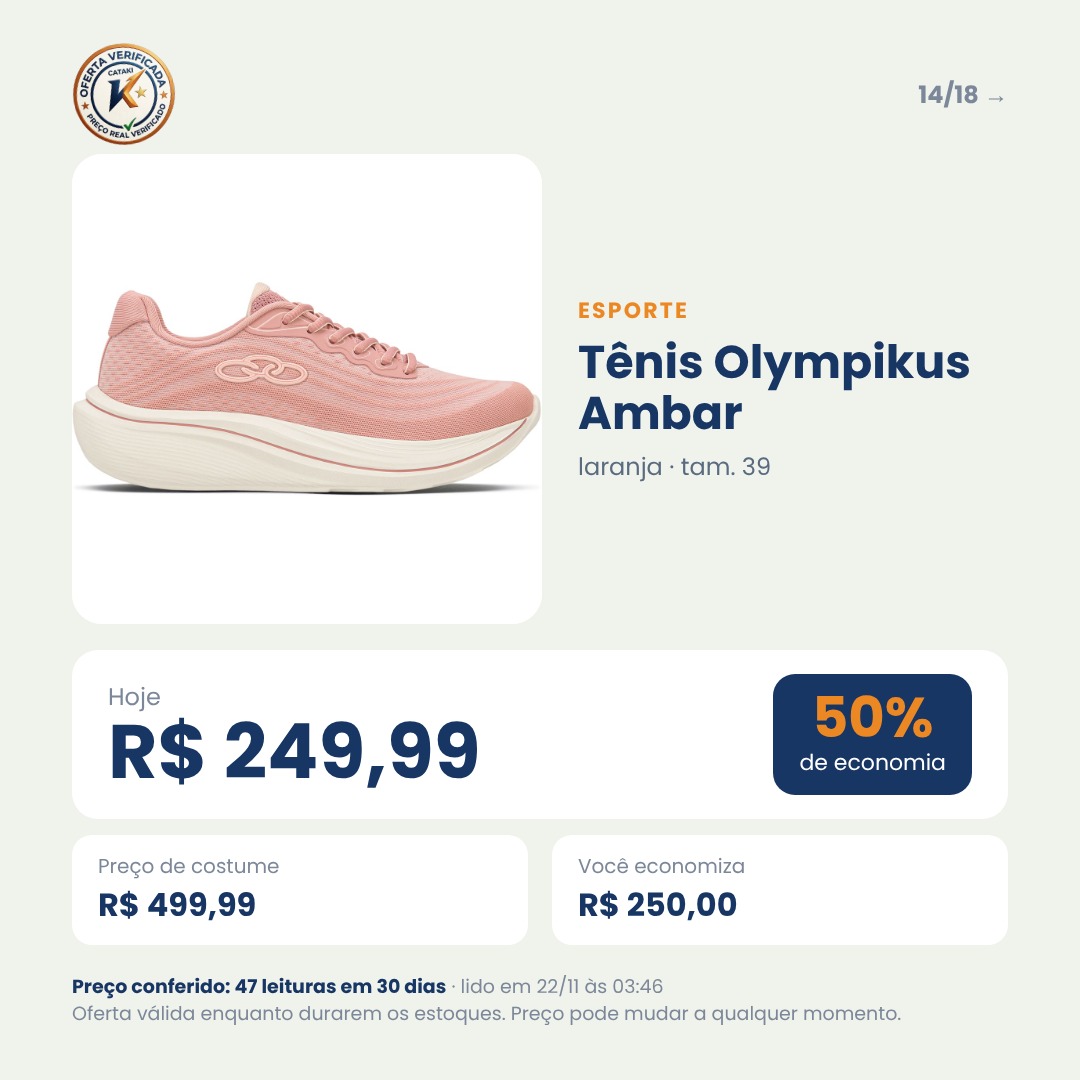 OFERTA VERIFICADA
CATAKI
K
PREÇO REAL VERIFICADO
14/18 →
ESPORTE
Tênis Olympikus
Ambar
laranja · tam. 39
Hoje
R$ 249,99
50%
de economia
Preço de costume
R$ 499,99
Você economiza
R$ 250,00
Preço conferido: 47 leituras em 30 dias · lido em 22/11 às 03:46
Oferta válida enquanto durarem os estoques. Preço pode mudar a qualquer momento.